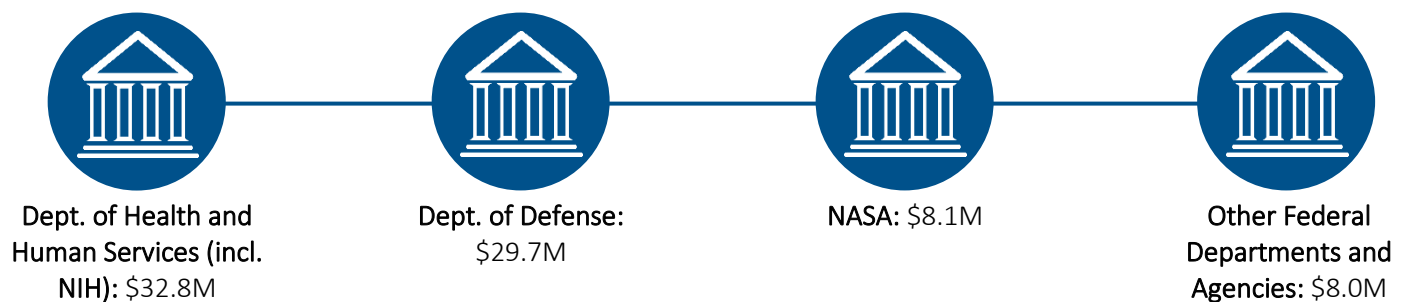 Dept. of Health and
Human Services (incl.
NIH): $32.8M
Dept. of Defense:
$29.7M
NASA: $8.1M
Other Federal
Departments and
Agencies: $8.0M